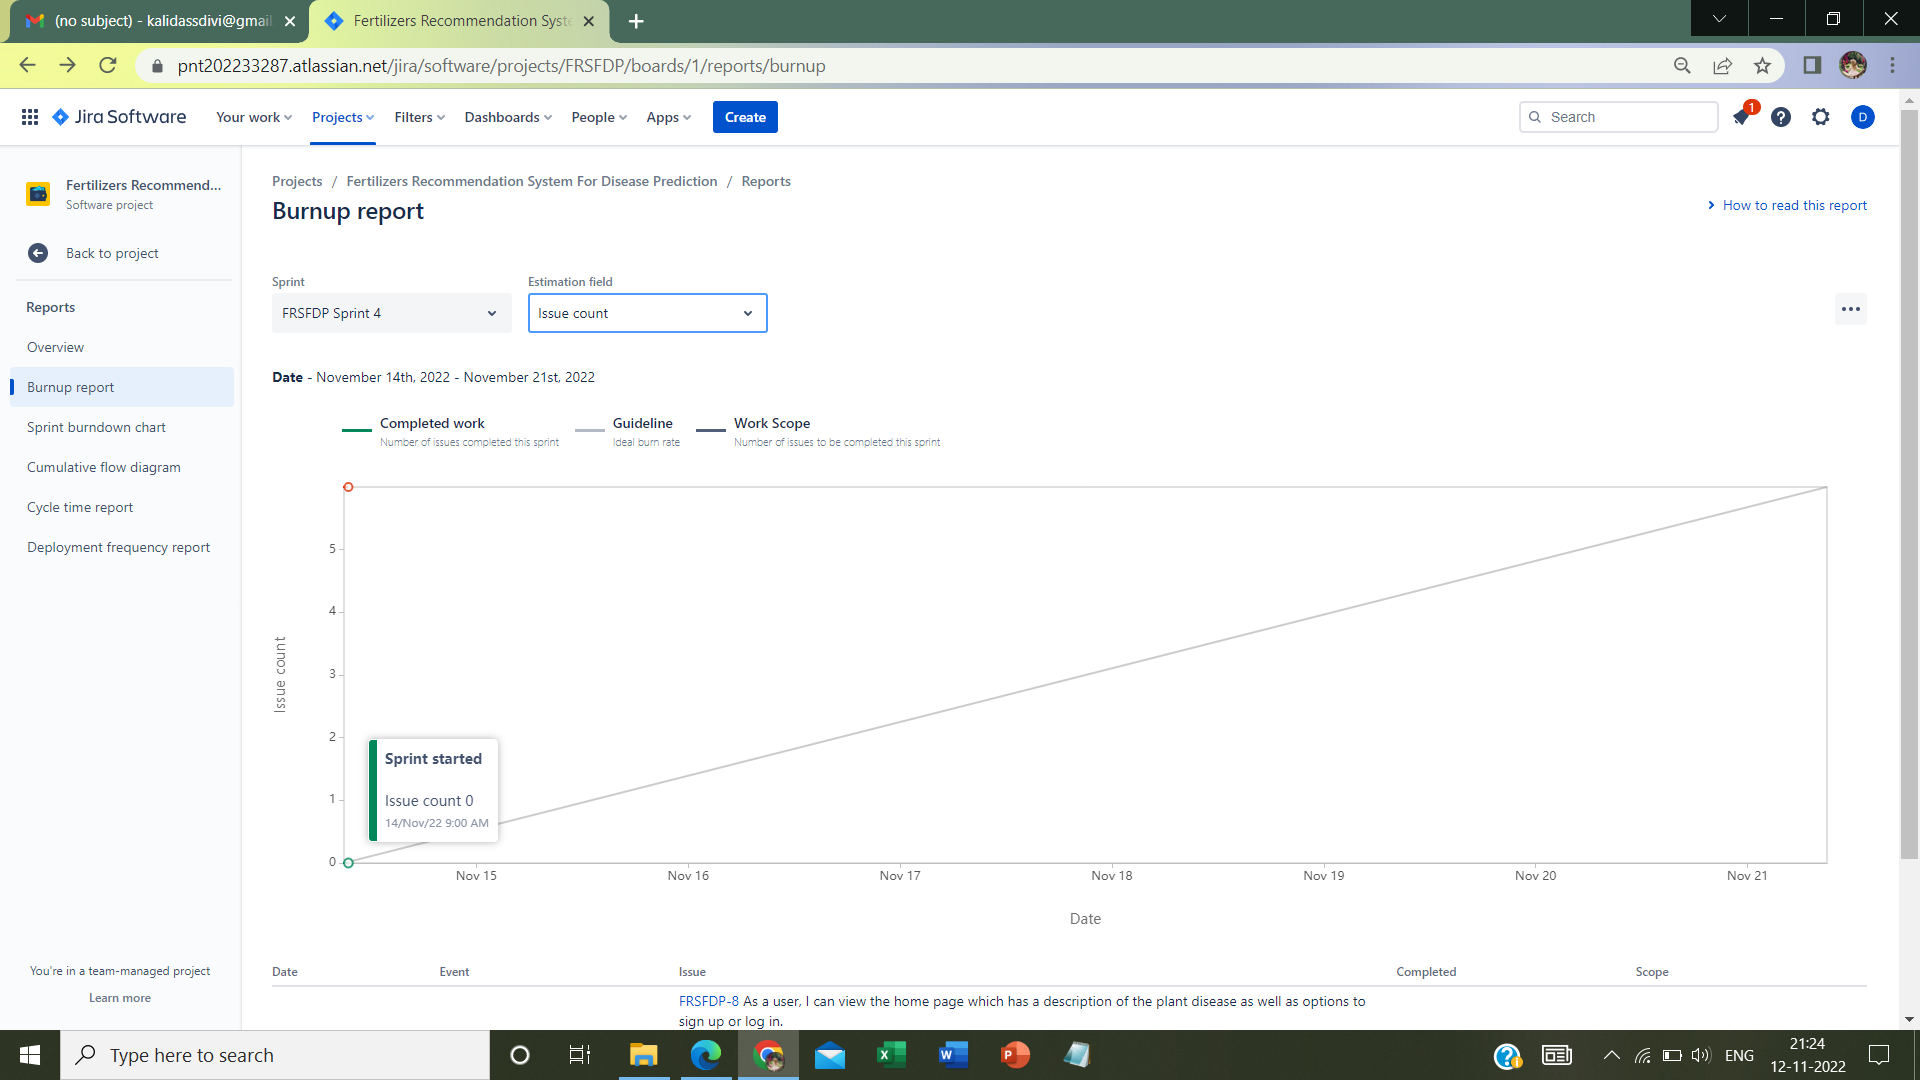 (no subject) - kalidassdivi@gmail
Fertilizers Recommendation Syste
pnt202233287.atlassian.net/jira/software/projects/FRSFDP/boards/1/reports/burnup
Jira Software
Your work
Projects
Filters
Dashboards
People
Apps
Create
Search
1
D
Fertilizers Recommend...
Software project
Back to project
Reports
Overview
Burnup report
Sprint burndown chart
Cumulative flow diagram
Cycle time report
Deployment frequency report
You're in a team-managed project
Learn more
Projects / Fertilizers Recommendation System For Disease Prediction / Reports
Burnup report
How to read this report
Sprint
Estimation field
FRSFDP Sprint 4
Issue count
Date - November 14th, 2022 - November 21st, 2022
Completed work
Number of issues completed this sprint
Guideline
Ideal burn rate
Work Scope
Number of issues to be completed this sprint
5
4
3
2
1
0
Issue count
Sprint started
Issue count 0
14/Nov/22 9:00 AM
Nov 15
Nov 16
Nov 17
Nov 18
Nov 19
Nov 20
Nov 21
Date
Date
Event
Issue
Completed
Scope
FRSFDP-8 As a user, I can view the home page which has a description of the plant disease as well as options to
sign up or log in.
Type here to search
ENG
21:24
12-11-2022